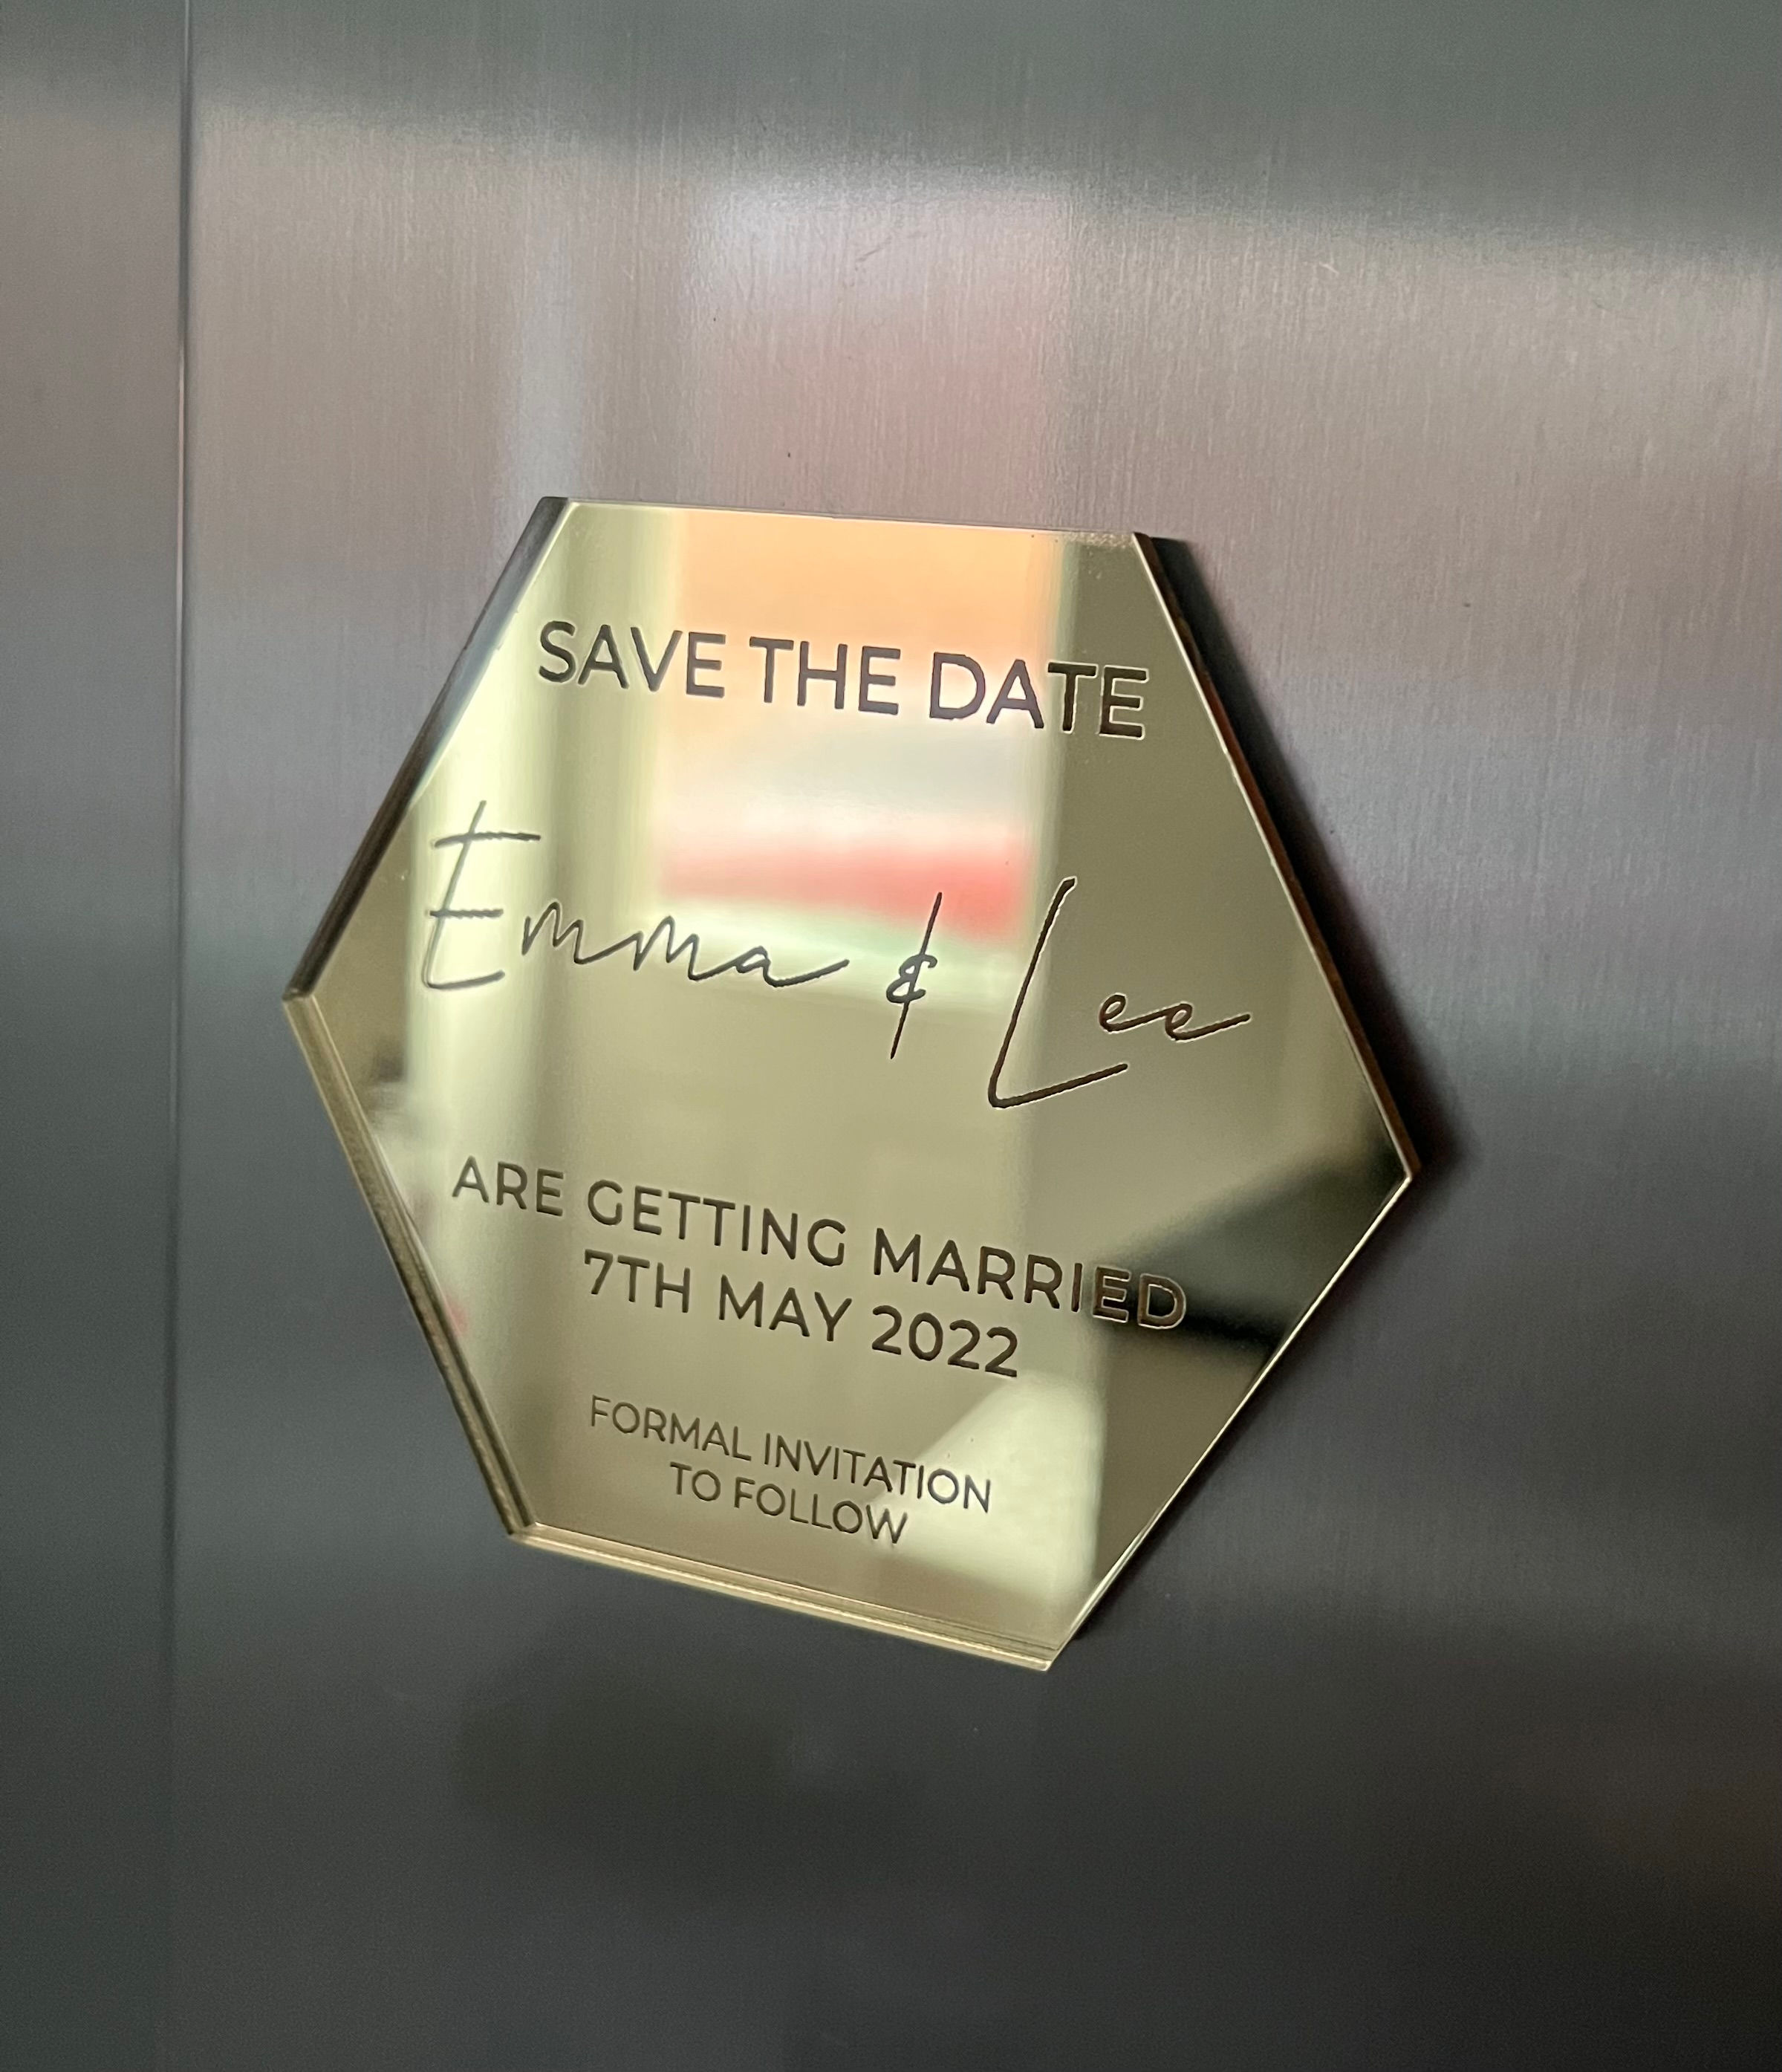 SAVE THE DATE
Emma & Lee
ARE GETTING MARRIED
7TH MAY 2022
FORMAL INVITATION
TO FOLLOW